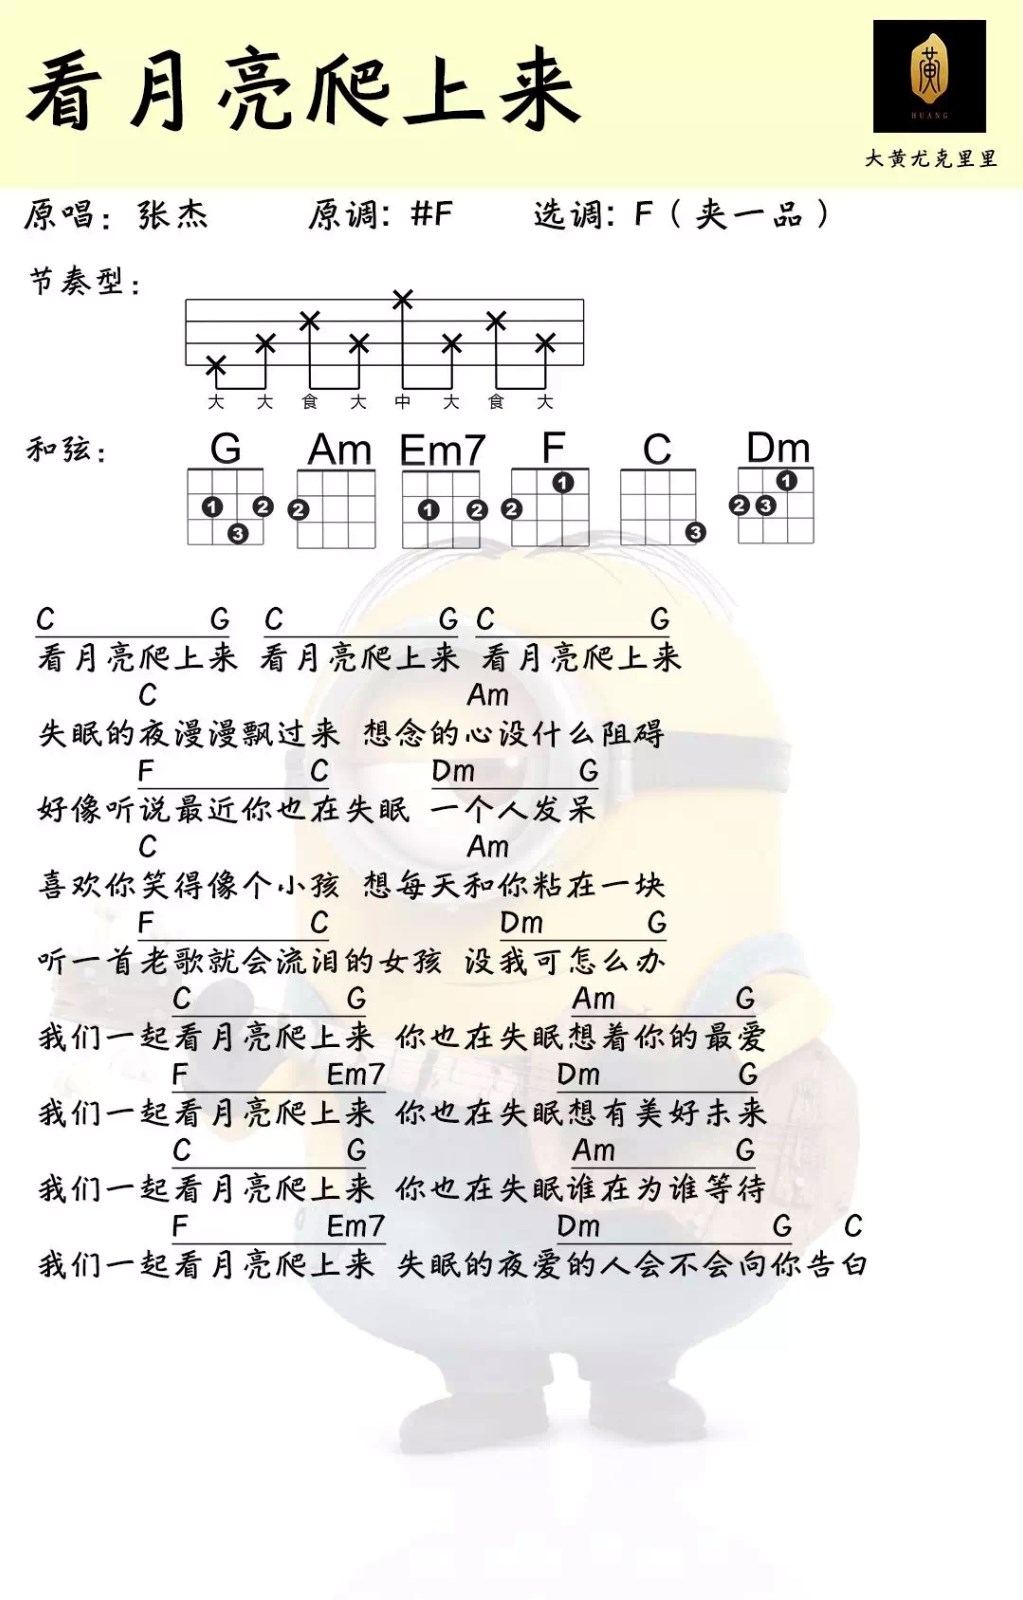 看月亮爬上来
黄
HUANG
大黄尤克里里
原唱：张杰 原调: #F 选调: F（夹一品）
节奏型：
大 大 食 大 中 大 食 大
和弦：
G Am Em7 F C Dm
1 2 3 2 1 2 1 2 3 1 2 3
C G C G C G
看月亮爬上来 看月亮爬上来 看月亮爬上来
C Am
失眠的夜漫漫飘过来 想念的心没什么阻碍
F C Dm G
好像听说最近你也在失眠 一个人发呆
C Am
喜欢你笑得像个小孩 想每天和你粘在一块
F C Dm G
听一首老歌就会流泪的女孩 没我可怎么办
C G Am G
我们一起看月亮爬上来 你也在失眠想着你的最爱
F Em7 Dm G
我们一起看月亮爬上来 你也在失眠想有美好未来
C G Am G
我们一起看月亮爬上来 你也在失眠谁在为谁等待
F Em7 Dm G C
我们一起看月亮爬上来 失眠的夜爱的人会不会向你告白